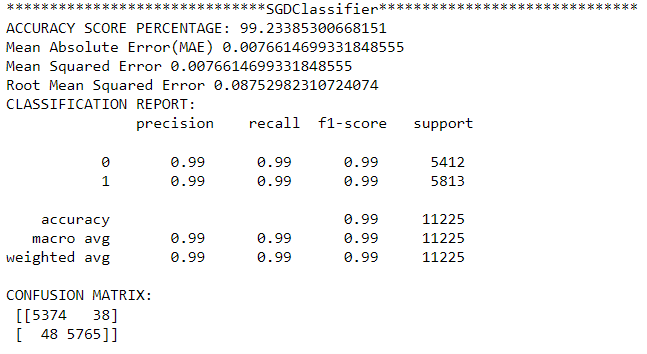 *****************************SGDClassifier*****************************
ACCURACY SCORE PERCENTAGE: 99.23385300668151
Mean Absolute Error(MAE) 0.0076614699331848555
Mean Squared Error 0.0076614699331848555
Root Mean Squared Error 0.08752982310724074
CLASSIFICATION REPORT:
              precision    recall  f1-score   support

           0       0.99      0.99      0.99      5412
           1       0.99      0.99      0.99      5813

    accuracy                           0.99     11225
   macro avg       0.99      0.99      0.99     11225
weighted avg       0.99      0.99      0.99     11225

CONFUSION MATRIX:
 [[5374   38]
 [  48 5765]]